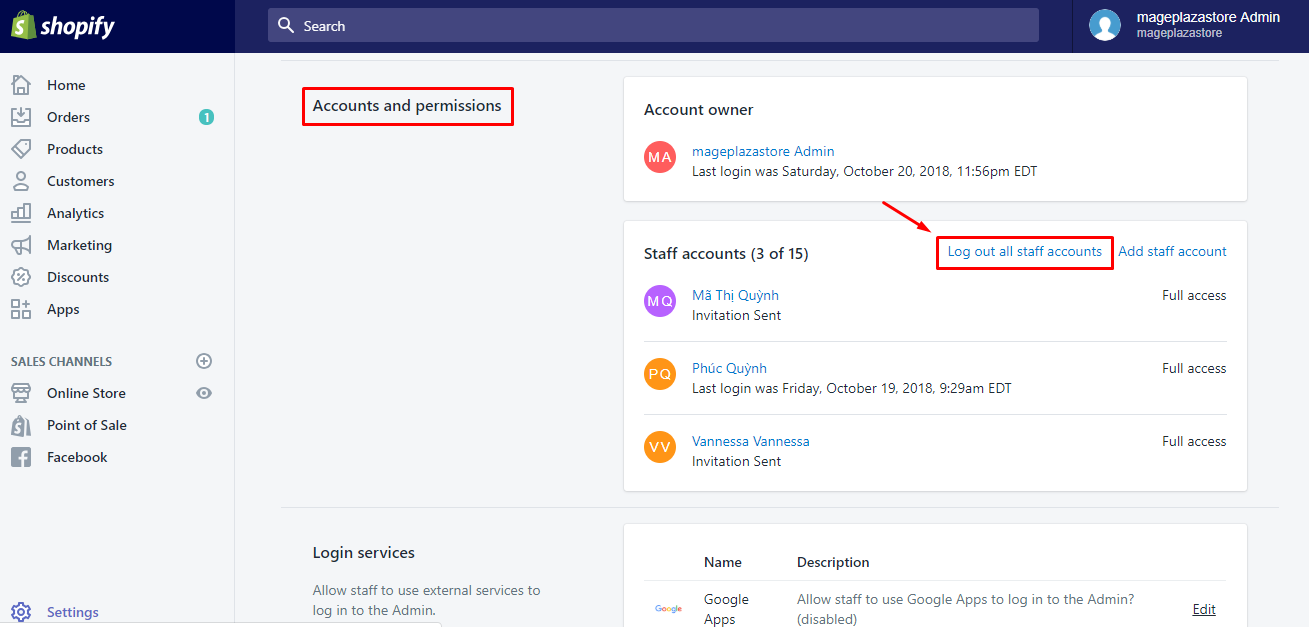 shopify
Search
mageplazastore Admin
mageplazastore
Home
Orders 1
Products
Customers
Analytics
Marketing
Discounts
Apps
SALES CHANNELS
Online Store
Point of Sale
Facebook
Settings
Accounts and permissions
Account owner
MA
mageplazastore Admin
Last login was Saturday, October 20, 2018, 11:56pm EDT
Staff accounts (3 of 15) Log out all staff accounts Add staff account
MQ
Mã Thị Quỳnh Full access
Invitation Sent
PQ
Phúc Quỳnh Full access
Last login was Friday, October 19, 2018, 9:29am EDT
VV
Vannessa Vannessa Full access
Invitation Sent
Login services
Allow staff to use external services to
log in to the Admin.
Name Description
Google
Google Allow staff to use Google Apps to log in to the Admin?
Apps (disabled)
Edit